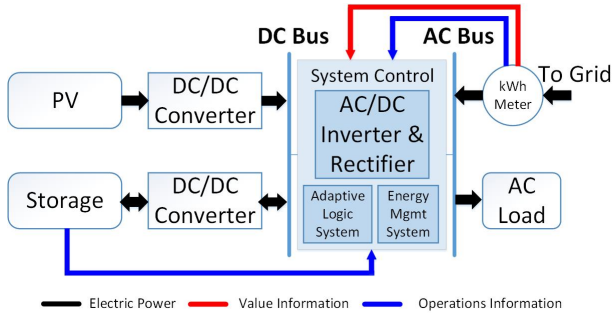 DC Bus
AC Bus
System Control
To Grid
kWh
Meter
PV
DC/DC
Converter
AC/DC
Inverter &
Rectifier
Storage
DC/DC
Converter
Adaptive
Logic
System
Energy
Mgmt
System
AC
Load
Electric Power
Value Information
Operations Information